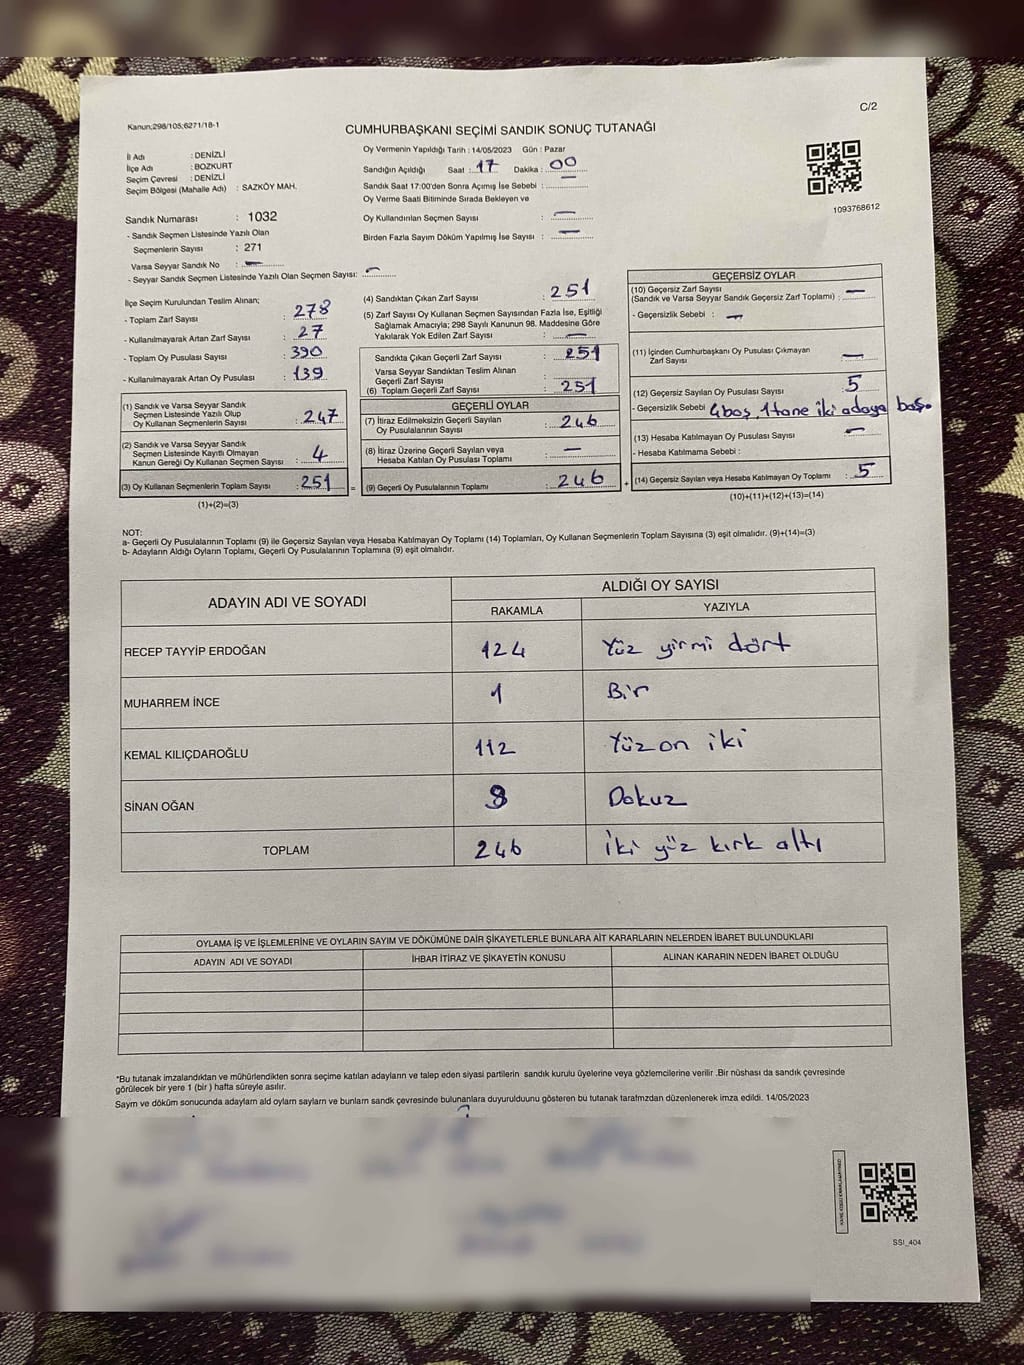 C/2
Kanun;298/105;6271/18-1
CUMHURBAŞKANI SEÇİMİ SANDIK SONUÇ TUTANAĞI
İl Adı : DENİZLİ
İlçe Adı : BOZKURT
Seçim Çevresi : DENİZLİ
Seçim Bölgesi (Mahalle Adı) : SAZKÖY MAH.
Sandık Numarası : 1032
- Sandık Seçmen Listesinde Yazılı Olan
Seçmenlerin Sayısı : 271
Varsa Seyyar Sandık No : —
- Seyyar Sandık Seçmen Listesinde Yazılı Olan Seçmen Sayısı: —
Oy Vermenin Yapıldığı Tarih : 14/05/2023 Gün : Pazar
Sandığın Açıldığı Saat : 17 Dakika : 00
Sandık Saat 17:00'den Sonra Açımış İse Sebebi : —
Oy Verme Saati Bitiminde Sırada Bekleyen ve
Oy Kullandırılan Seçmen Sayısı : —
Birden Fazla Sayım Döküm Yapılmış İse Sayısı : —
1093768612
İlçe Seçim Kurulundan Teslim Alınan;
- Toplam Zarf Sayısı : 278
- Kullanılmayarak Artan Zarf Sayısı : 27
- Toplam Oy Pusulası Sayısı : 390
- Kullanılmayarak Artan Oy Pusulası : 139
(1) Sandık ve Varsa Seyyar Sandık
Seçmen Listesinde Yazılı Olup
Oy Kullanan Seçmenlerin Sayısı : 247
(2) Sandık ve Varsa Seyyar Sandık
Seçmen Listesinde Kayıtlı Olmayan
Kanun Gereği Oy Kullanan Seçmen Sayısı : 4
(3) Oy Kullanan Seçmenlerin Toplam Sayısı : 251 =
(1)+(2)=(3)
(4) Sandıktan Çıkan Zarf Sayısı : 251
(5) Zarf Sayısı Oy Kullanan Seçmen Sayısından Fazla İse, Eşitliği
Sağlamak Amacıyla; 298 Sayılı Kanunun 98. Maddesine Göre
Yakılarak Yok Edilen Zarf Sayısı : —
Sandıkta Çıkan Geçerli Zarf Sayısı : 251
Varsa Seyyar Sandıktan Teslim Alınan
Geçerli Zarf Sayısı : —
(6) Toplam Geçerli Zarf Sayısı : 251
GEÇERLİ OYLAR
(7) İtiraz Edilmeksizin Geçerli Sayılan
Oy Pusulalarının Sayısı : 246
(8) İtiraz Üzerine Geçerli Sayılan veya
Hesaba Katılan Oy Pusulası Toplamı : —
(9) Geçerli Oy Pusulalarının Toplamı : 246 +
GEÇERSİZ OYLAR
(10) Geçersiz Zarf Sayısı
(Sandık ve Varsa Seyyar Sandık Geçersiz Zarf Toplamı) : —
- Geçersizlik Sebebi : —
(11) İçinden Cumhurbaşkanı Oy Pusulası Çıkmayan
Zarf Sayısı : —
(12) Geçersiz Sayılan Oy Pusulası Sayısı : 5
- Geçersizlik Sebebi 4 boş 1 tane iki adaya baso
(13) Hesaba Katılmayan Oy Pusulası Sayısı : —
- Hesaba Katılmama Sebebi :
(14) Geçersiz Sayılan veya Hesaba Katılmayan Oy Toplamı : 5
(10)+(11)+(12)+(13)=(14)
NOT:
a- Geçerli Oy Pusulalarının Toplamı (9) ile Geçersiz Sayılan veya Hesaba Katılmayan Oy Toplamı (14) Toplamları, Oy Kullanan Seçmenlerin Toplam Sayısına (3) eşit olmalıdır. (9)+(14)=(3)
b- Adayların Aldığı Oyların Toplamı, Geçerli Oy Pusulalarının Toplamına (9) eşit olmalıdır.
ADAYIN ADI VE SOYADI
ALDIĞI OY SAYISI
RAKAMLA YAZIYLA
RECEP TAYYİP ERDOĞAN 124 Yüz yirmi dört
MUHARREM İNCE 1 Bir
KEMAL KILIÇDAROĞLU 112 Yüz on iki
SİNAN OĞAN 9 Dokuz
TOPLAM 246 İki yüz kırk altı
OYLAMA İŞ VE İŞLEMLERİNE VE OYLARIN SAYIM VE DÖKÜMÜNE DAİR ŞİKAYETLERLE BUNLARA AİT KARARLARIN NELERDEN İBARET BULUNDUKLARI
ADAYIN ADI VE SOYADI İHBAR İTİRAZ VE ŞİKAYETİN KONUSU ALINAN KARARIN NEDEN İBARET OLDUĞU
*Bu tutanak imzalandıktan ve mühürlendikten sonra seçime katılan adayların ve talep eden siyasi partilerin sandık kurulu üyelerine veya gözlemcilerine verilir .Bir nüshası da sandık çevresinde
görülecek bir yere 1 (bir ) hafta süreyle asılır.
Sayım ve döküm sonucunda adayların ald oyların sayların ve bunların sandk çevresinde bulunanlara duyurulduunu gösteren bu tutanak tarafmzdan düzenlenerek imza edildi. 14/05/2023
SSI_404